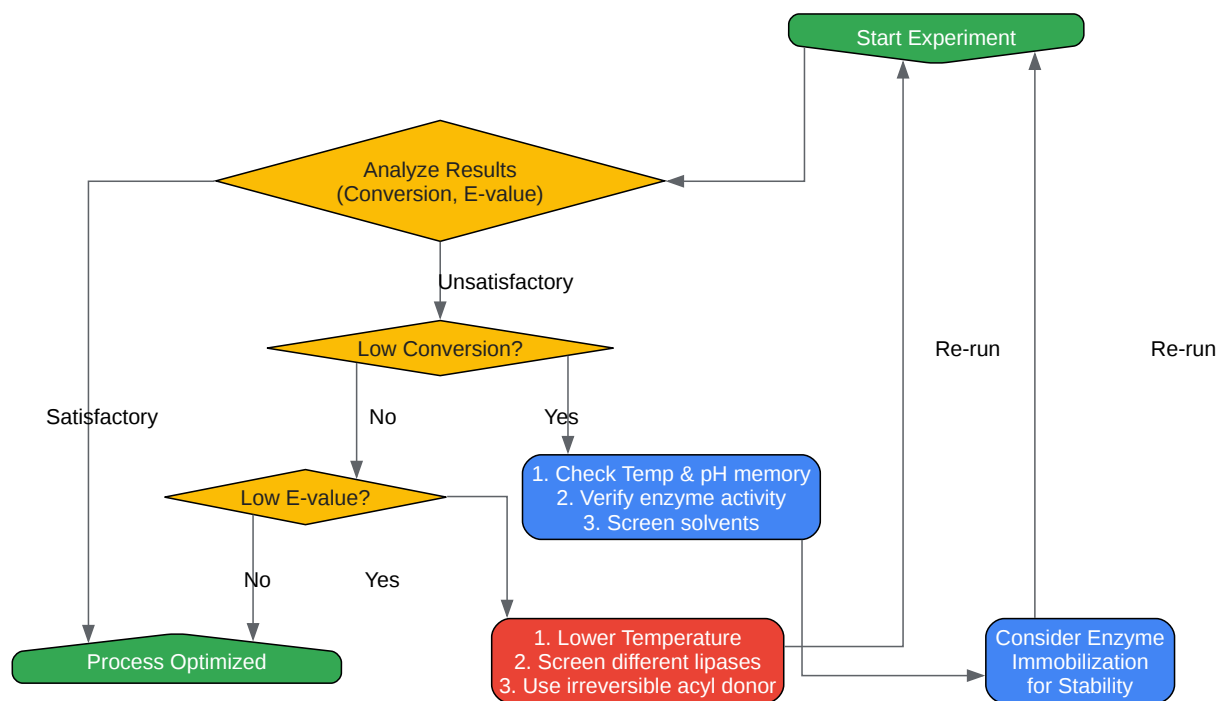 Start Experiment
Analyze Results
(Conversion, E-value)
Unsatisfactory
Low Conversion?
Re-run
Re-run
Satisfactory
No
Yes
1. Check Temp & pH memory
2. Verify enzyme activity
3. Screen solvents
Low E-value?
No
Yes
1. Lower Temperature
2. Screen different lipases
3. Use irreversible acyl donor
Consider Enzyme
Immobilization
for Stability
Process Optimized